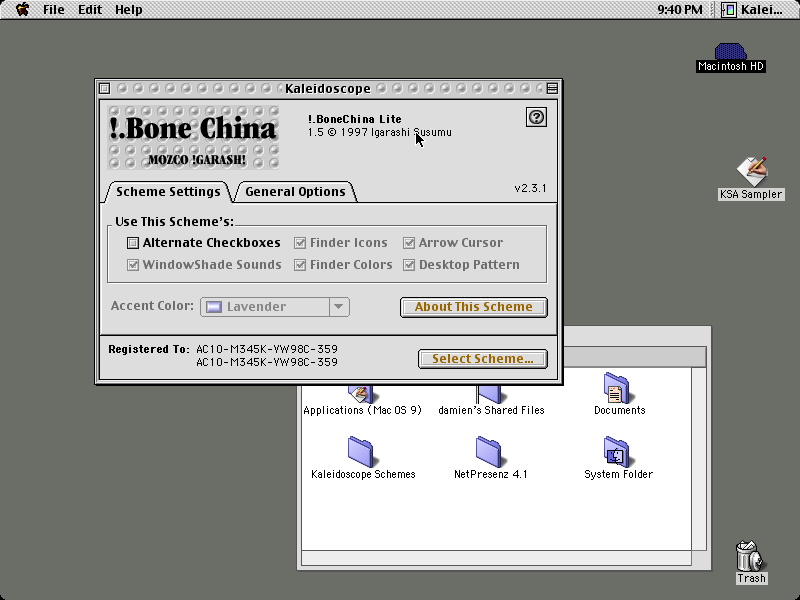 File Edit Help
9:40 PM
Kalei...
Macintosh HD
Kaleidoscope
!.Bone China
MOZCO !GARASH!
!.BoneChina Lite
1.5 © 1997 Igarashi Susumu
?
KSA Sampler
Scheme Settings
General Options
v2.3.1
Use This Scheme's:
Alternate Checkboxes
Finder Icons
Arrow Cursor
WindowShade Sounds
Finder Colors
Desktop Pattern
Accent Color:
Lavender
About This Scheme
Registered To:
AC10-M345K-VW98C-359
AC10-M345K-VW98C-359
Select Scheme...
Applications (Mac OS 9)
damien's Shared Files
Documents
Kaleidoscope Schemes
NetPresenz 4.1
System Folder
Trash